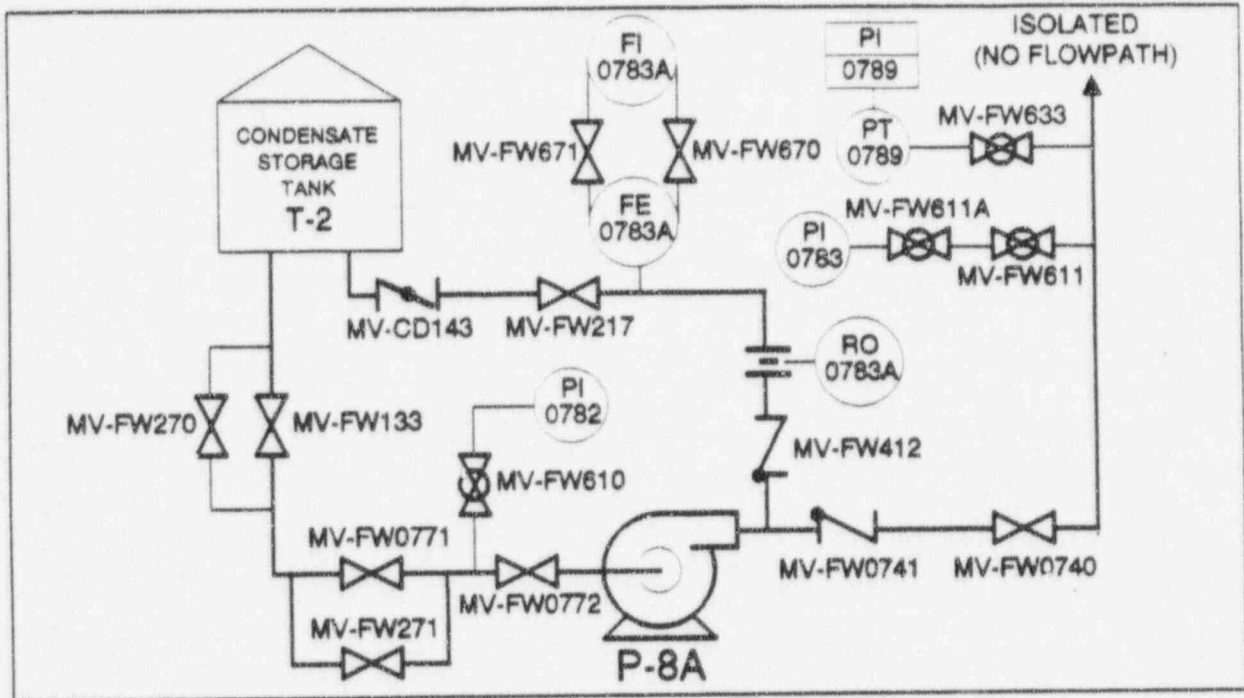 ISOLATED
(NO FLOWPATH)
FI
0783A
PI
0789
CONDENSATE
STORAGE
TANK
T-2
MV-FW671
MV-FW670
PT
0789
MV-FW633
FE
0783A
MV-FW611A
PI
0783
MV-FW611
MV-CD143
MV-FW217
RO
0783A
PI
0782
MV-FW270
MV-FW133
MV-FW412
MV-FW610
MV-FW0771
MV-FW0772
MV-FW0741
MV-FW0740
MV-FW271
P-8A